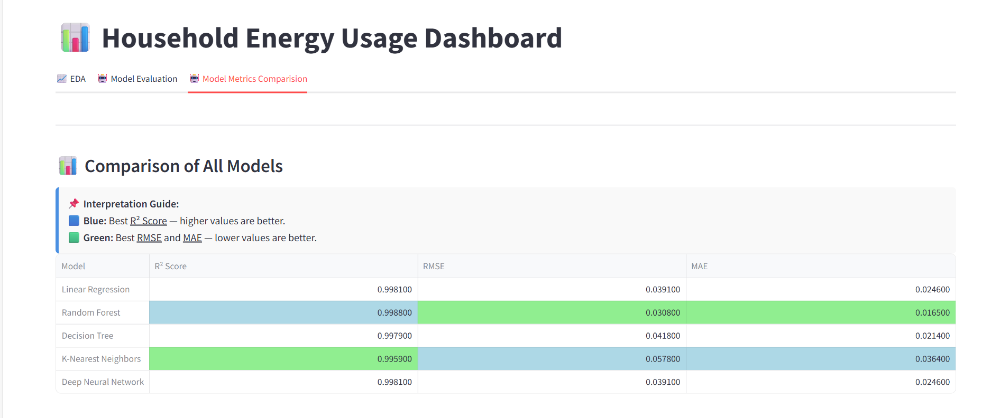 Household Energy Usage Dashboard
EDA Model Evaluation Model Metrics Comparision
Comparison of All Models
Interpretation Guide:
Blue: Best R² Score — higher values are better.
Green: Best RMSE and MAE — lower values are better.
Model R² Score RMSE MAE
Linear Regression 0.998100 0.039100 0.024600
Random Forest 0.998800 0.030800 0.016500
Decision Tree 0.997900 0.041800 0.021400
K-Nearest Neighbors 0.995900 0.057800 0.036400
Deep Neural Network 0.998100 0.039100 0.024600